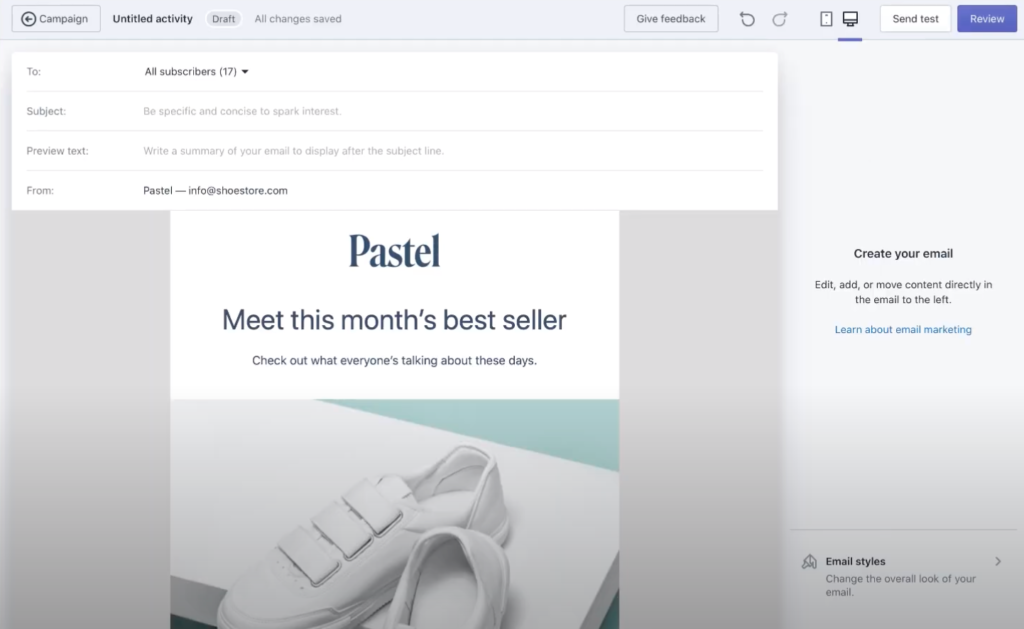 Campaign Untitled activity Draft All changes saved Give feedback Send test Review
To: All subscribers (17)
Subject: Be specific and concise to spark interest.
Preview text: Write a summary of your email to display after the subject line.
From: Pastel — info@shoestore.com
Pastel
Meet this month's best seller
Check out what everyone's talking about these days.
Create your email
Edit, add, or move content directly in
the email to the left.
Learn about email marketing
Email styles
Change the overall look of your
email.